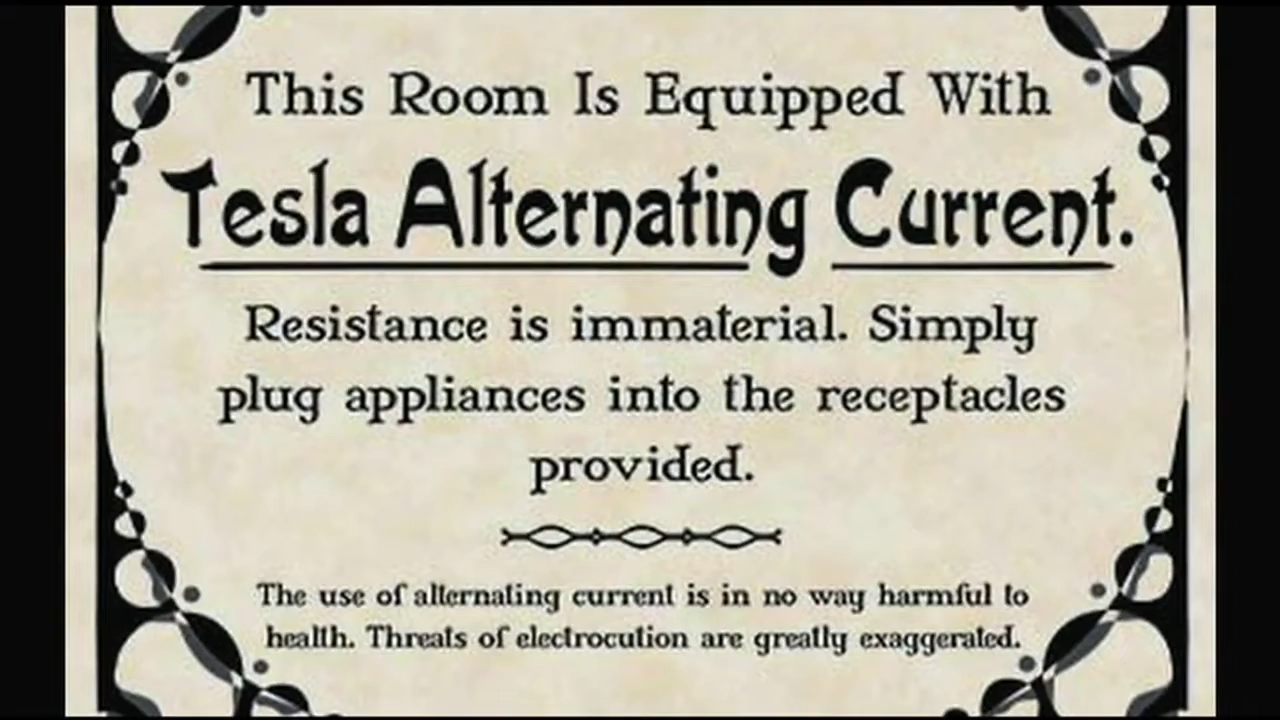 This Room Is Equipped With
Tesla Alternating Current.
Resistance is immaterial. Simply
plug appliances into the receptacles
provided.
The use of alternating current is in no way harmful to
health. Threats of electrocution are greatly exaggerated.